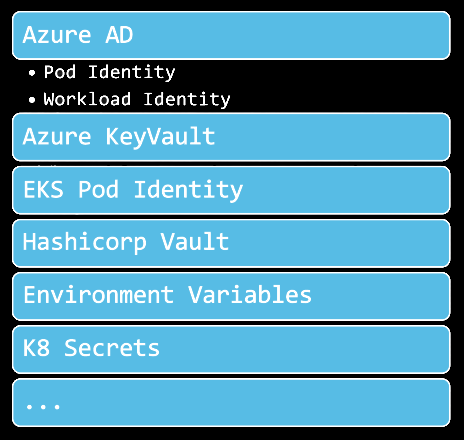 Azure AD
• Pod Identity
• Workload Identity
Azure KeyVault
EKS Pod Identity
Hashicorp Vault
Environment Variables
K8 Secrets
...